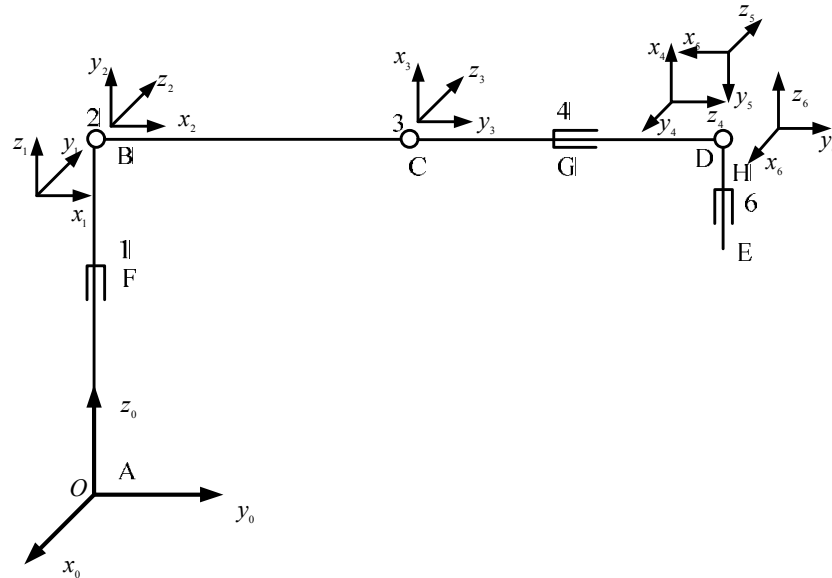 z₅
x₄
x₅
y₂
x₃
z₂
z₃
y₅
z₆
2
x₂
3
y₃
4
y₄
z₄
z₁
y₁
B
C
G
D
H
x₆
y
x₁
6
1
F
E
z₀
A
O
y₀
x₀